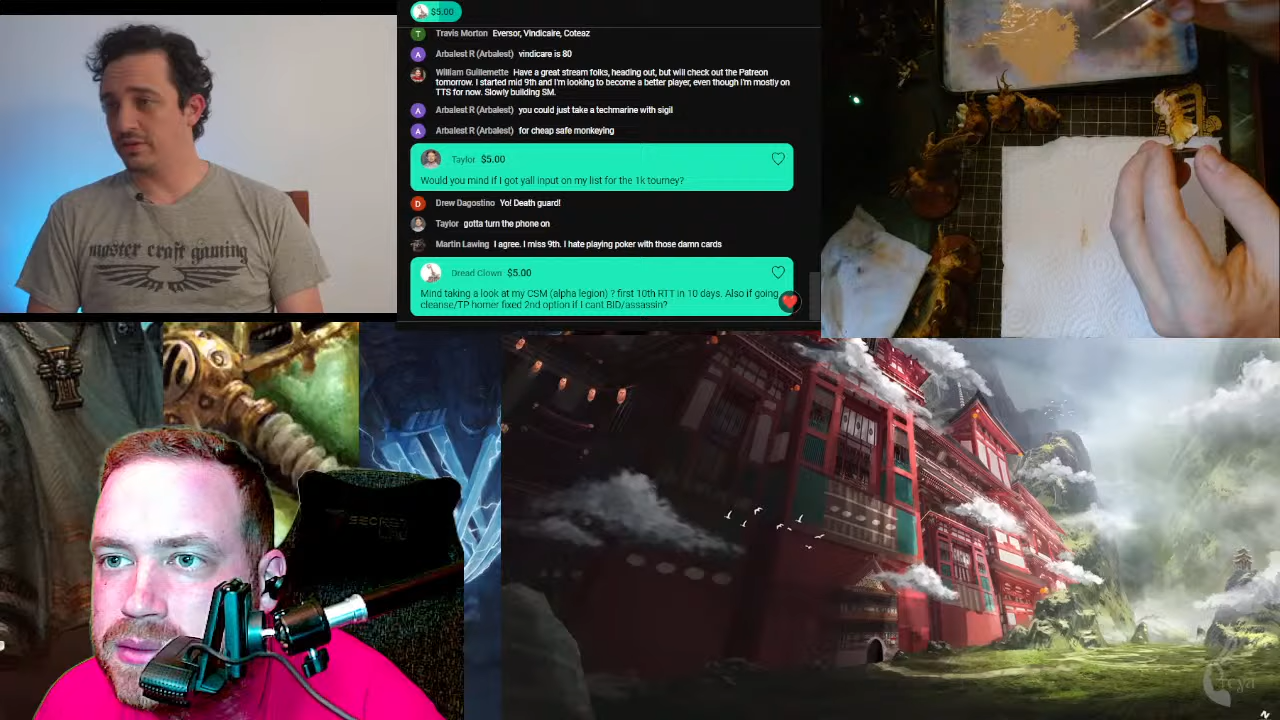 $5.00
T Travis Morton Eversor, Vindicaire, Coteaz
A Arbalest R (Arbalest) vindicare is 80
William Guillemette Have a great stream folks, heading out, but will check out the Patreon
tomorrow. I started mid 9th and I'm looking to become a better player, even though I'm mostly on
TTS for now. Slowly building SM.
A Arbalest R (Arbalest) you could just take a techmarine with sigil
A Arbalest R (Arbalest) for cheap safe monkeying
Taylor $5.00
Would you mind if I got yall input on my list for the 1k tourney?
D Drew Dagostino Yo! Death guard!
Taylor gotta turn the phone on
Martin Lawing I agree. I miss 9th. I hate playing poker with those damn cards
Dread Clown $5.00
Mind taking a look at my CSM (alpha legion) ? first 10th RTT in 10 days. Also if going
cleanse/TP homer fixed 2nd option if I cant BID/assassin?
master craft gaming